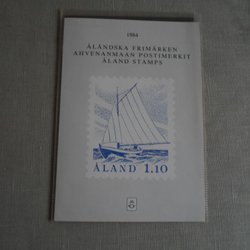 1984
ÅLÄNDSKA FRIMÄRKEN
AHVENANMAAN POSTIMERKIT
ÅLAND STAMPS
ÅLAND 1.10